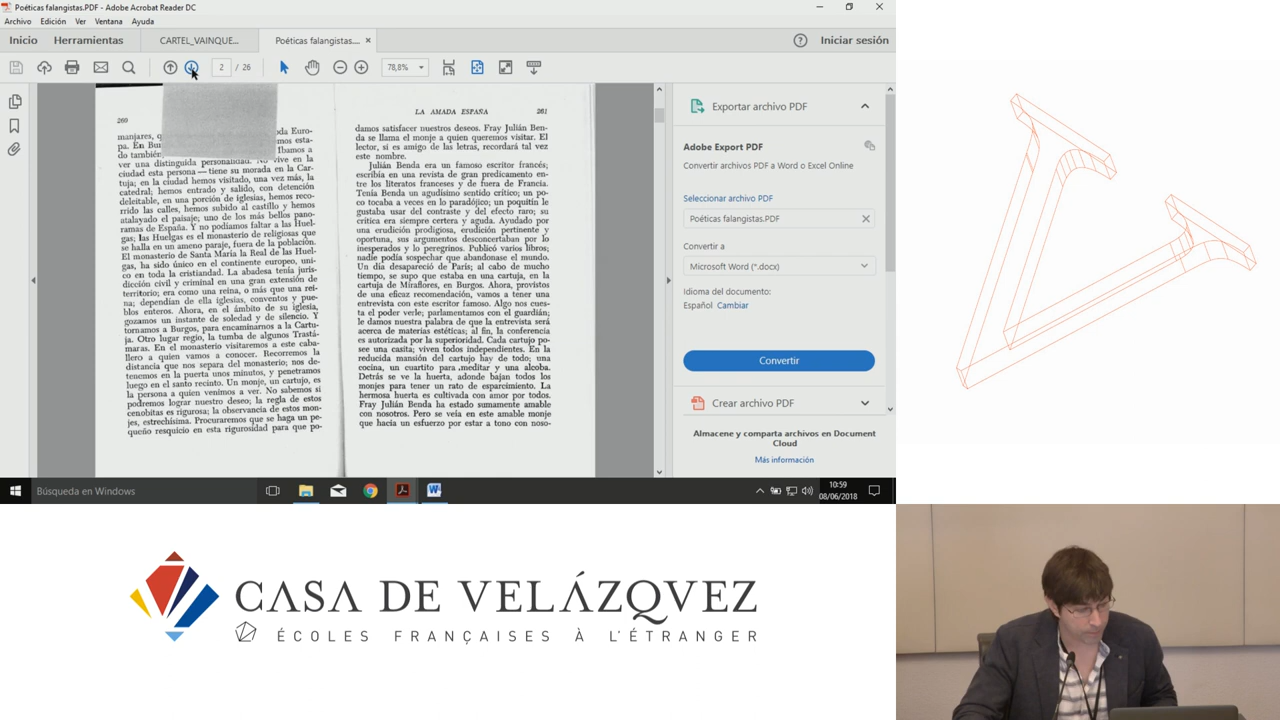 Poéticas falangistas.PDF - Adobe Acrobat Reader DC
Archivo Edición Ver Ventana Ayuda
Inicio Herramientas CARTEL_VAINQUE... Poéticas falangistas.... × Iniciar sesión
2 / 26 78,8%
260
manjares, q oda Euro-
pa. En Bur mos esta-
do también Íbamos a
ver una distinguida personalidad. No vive en la
ciudad esta persona —tiene su morada en la Car-
tuja; en la ciudad hemos visitado, una vez más, la
catedral; hemos entrado y salido, con detención
deleitable, en una porción de iglesias, hemos reco-
rrido las calles, hemos subido al castillo y hemos
atalayado el paisaje; uno de los más bellos pano-
ramas de España. Y no podíamos faltar a las Huel-
gas; las Huelgas es el monasterio de religiosas que
se halla en un ameno paraje, fuera de la población.
El monasterio de Santa María la Real de las Huel-
gas, ha sido único en el continente europeo, uni-
co en toda la cristiandad. La abadesa tenía juris-
dicción civil y criminal en una gran extensión de
territorio; era como una reina, o más que una rei-
na; dependían de ella iglesias, conventos y pue-
blos enteros. Ahora, en el ámbito de su iglesia,
gozamos un instante de soledad y de silencio. Y
tornamos a Burgos, para encaminarnos a la Cartu-
ja. Otro lugar regio, la tumba de algunos Trastá-
maras. En el monasterio visitaremos a este caba-
llero a quien vamos a conocer. Recorremos la
distancia que nos separa del monasterio; nos de-
tenemos en la puerta unos minutos, y penetramos
luego en el santo recinto. Un monje, un cartujo, es
la persona a quien venimos a ver. No sabemos si
podremos lograr nuestro deseo; la regla de estos
cenobitas es rigurosa; la observancia de estos mon-
jes, estrechísima. Procuraremos que se haga un pe-
queño resquicio en esta rigurosidad para que po-
LA AMADA ESPAÑA 261
damos satisfacer nuestros deseos. Fray Julián Ben-
da se llama el monje a quien queremos visitar. El
lector, si es amigo de las letras, recordará tal vez
este nombre.
Julián Benda era un famoso escritor francés;
escribía en una revista de gran predicamento en-
tre los literatos franceses y de fuera de Francia.
Tenía Benda un agudísimo sentido crítico; un po-
co tocaba a veces en lo paradójico; un poquitín le
gustaba usar del contraste y del efecto raro; su
crítica era siempre certera y aguda. Ayudado por
una erudición prodigiosa, erudición pertinente y
oportuna, sus argumentos desconcertaban por lo
inesperados y lo peregrinos. Publicó varios libros;
nadie podía sospechar que abandonase el mundo.
Un día desapareció de París; al cabo de mucho
tiempo, se supo que estaba en una cartuja, en la
cartuja de Miraflores, en Burgos. Ahora, provistos
de una eficaz recomendación, vamos a tener una
entrevista con este escritor famoso. Algo nos cues-
ta el poder verle; parlamentamos con el guardián;
le damos nuestra palabra de que la entrevista será
acerca de materias estéticas; al fin, la conferencia
es autorizada por la superioridad. Cada cartujo po-
see una casita; viven todos independientes. En la
reducida mansión del cartujo hay de todo; una
cocina, un cuartito para meditar y una alcoba.
Detrás se ve la huerta, adonde bajan todos los
monjes para tener un rato de esparcimiento. La
hermosa huerta es cultivada con amor por todos.
Fray Julián Benda ha estado sumamente amable
con nosotros. Pero se veía en este amable monje
que hacía un esfuerzo por estar a tono con noso-
Exportar archivo PDF
Adobe Export PDF
Convertir archivos PDF a Word o Excel Online
Seleccionar archivo PDF
Poéticas falangistas.PDF
Convertir a
Microsoft Word (*.docx)
Idioma del documento:
Español Cambiar
Convertir
Crear archivo PDF
Almacene y comparta archivos en Document
Cloud
Más información
Búsqueda en Windows
10:59
08/06/2018
CASA DE VELÁZQVEZ
ÉCOLES FRANÇAISES À L'ÉTRANGER